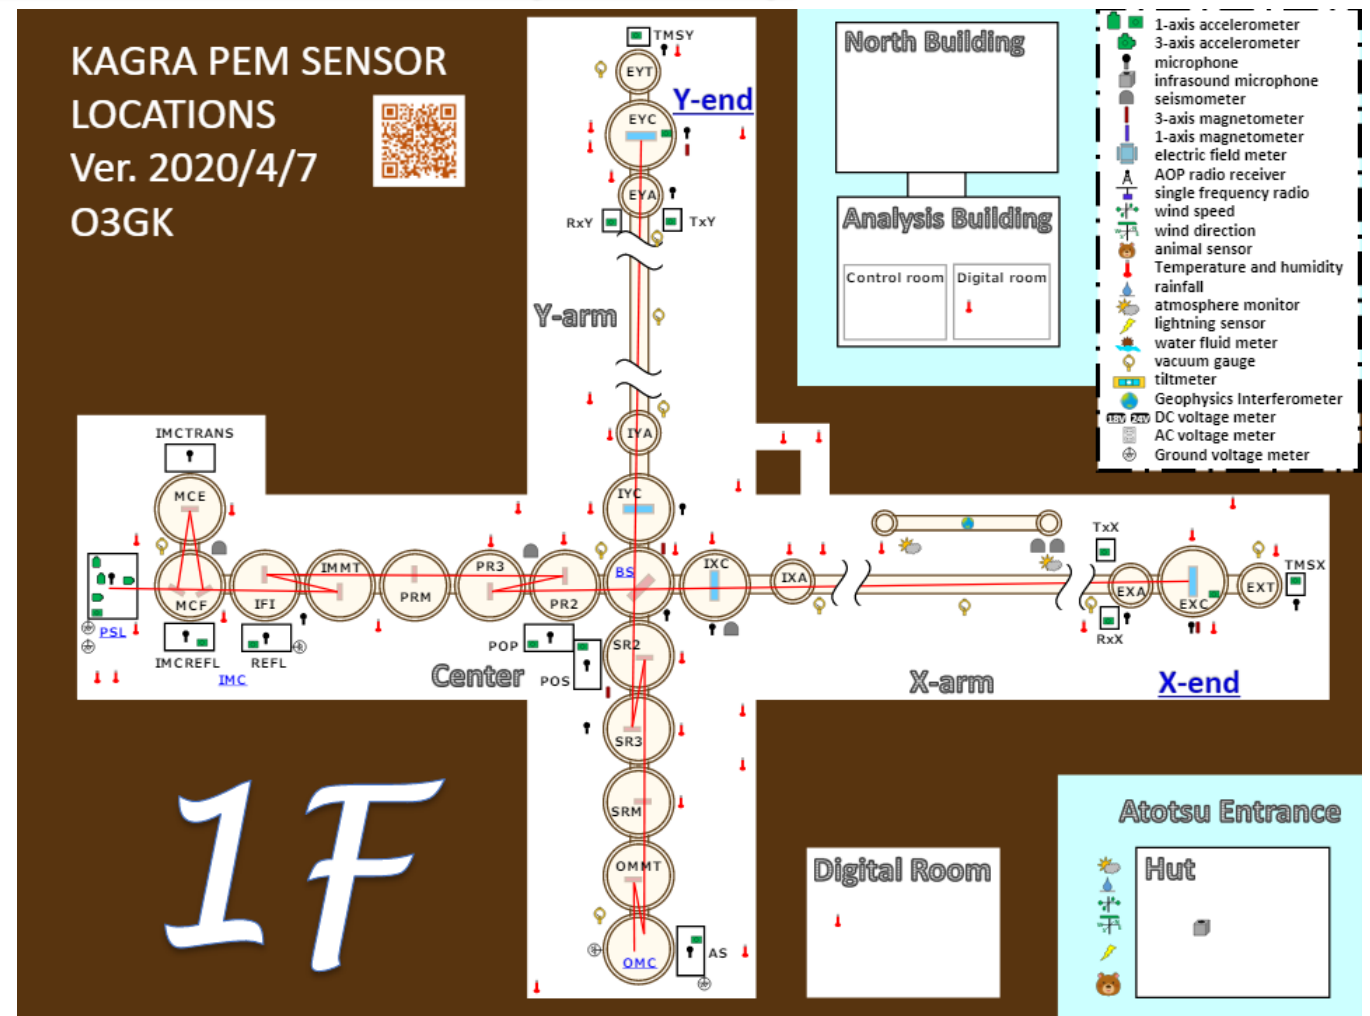 KAGRA PEM SENSOR
LOCATIONS
Ver. 2020/4/7
O3GK
TMSY
EYT
Y-end
EYC
EYA
RxY
TxY
Y-arm
North Building
Analysis Building
Control room
Digital room
1-axis accelerometer
3-axis accelerometer
microphone
infrasound microphone
seismometer
3-axis magnetometer
1-axis magnetometer
electric field meter
AOP radio receiver
single frequency radio
wind speed
wind direction
animal sensor
Temperature and humidity
rainfall
atmosphere monitor
lightning sensor
water fluid meter
vacuum gauge
tiltmeter
Geophysics Interferometer
18V 24V DC voltage meter
AC voltage meter
Ground voltage meter
IMCTRANS
MCE
IYA
IYC
PSL
MCF
IFI
IMMT
PRM
PR3
PR2
BS
IXC
IXA
TxX
EXA
EXC
EXT
TMSX
RxX
IMCREFL
REFL
IMC
POP
POS
Center
SR2
X-arm
X-end
SR3
SRM
OMMT
OMC
AS
1F
Digital Room
Atotsu Entrance
Hut